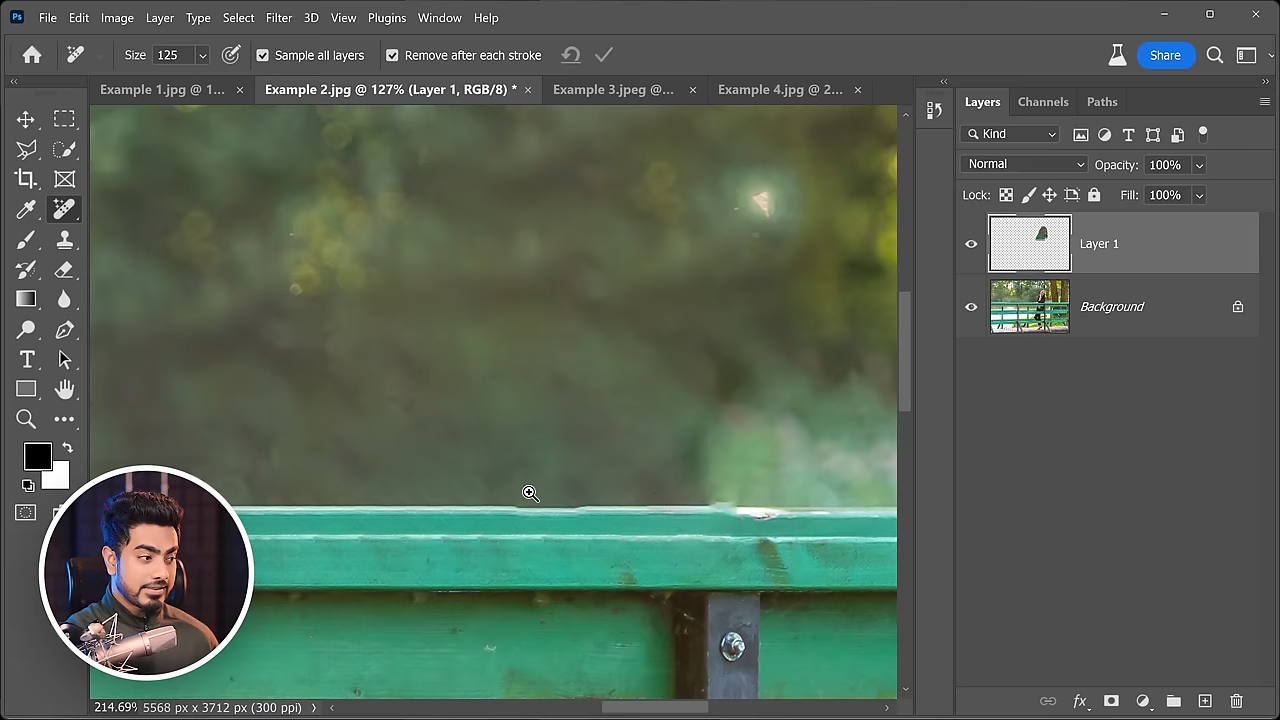 Ps File Edit Image Layer Type Select Filter 3D View Plugins Window Help
Size 125 Sample all layers Remove after each stroke Share
Example 1.jpg @ 1... × Example 2.jpg @ 127% (Layer 1, RGB/8) * × Example 3.jpeg @... × Example 4.jpg @ 2... ×
Layers Channels Paths
Kind
Normal Opacity: 100%
Lock: Fill: 100%
Layer 1
Background
214.69% 5568 px x 3712 px (300 ppi)